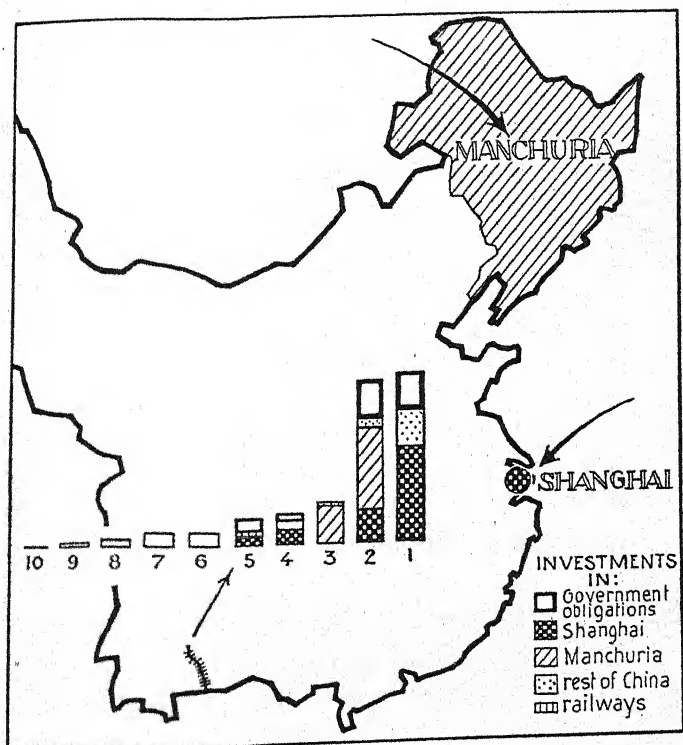 MANCHURIA
SHANGHAI
10 9 8 7 6 5 4 3 2 1
INVESTMENTS
IN:
Government
obligations
Shanghai
Manchuria
rest of China
railways